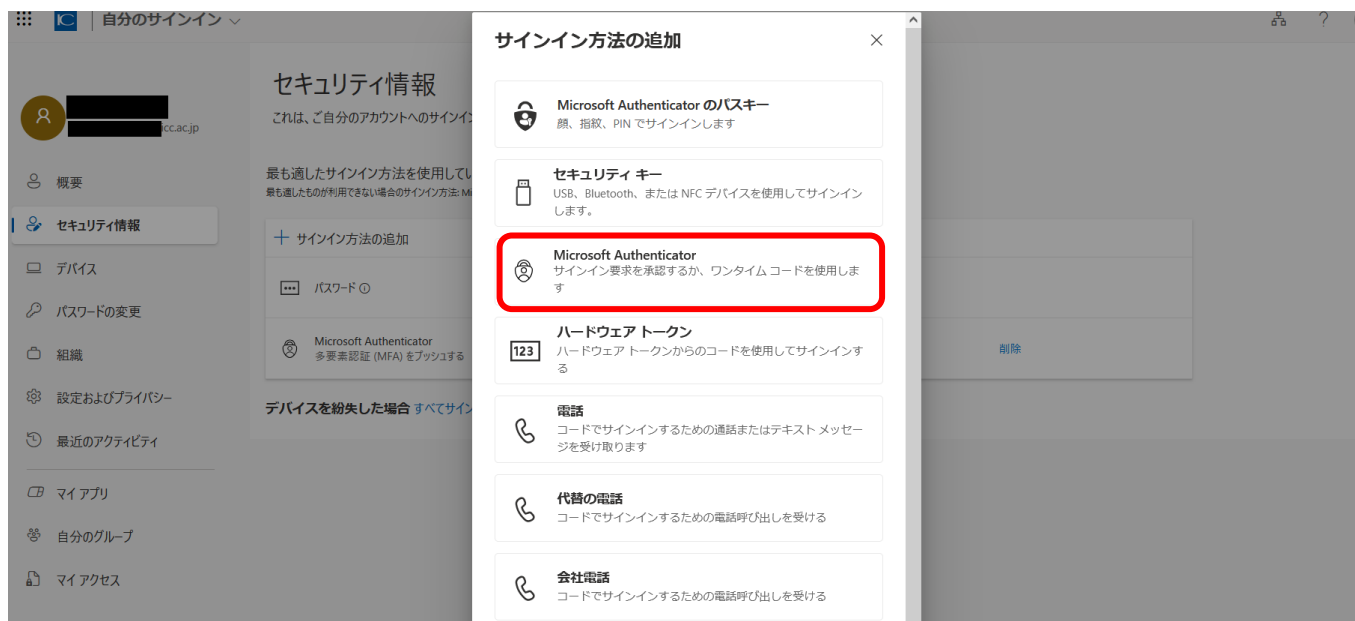 IC
自分のサインイン
?
サインイン方法の追加
R
icc.ac.jp
概要
セキュリティ情報
デバイス
パスワードの変更
組織
設定およびプライバシー
最近のアクティビティ
マイ アプリ
自分のグループ
マイ アクセス
セキュリティ情報
これは、ご自分のアカウントへのサインイン
最も適したサインイン方法を使用してい
最も適したものが利用できない場合のサインイン方法: Mi
サインイン方法の追加
パスワード
Microsoft Authenticator
多要素認証 (MFA) をプッシュする
削除
デバイスを紛失した場合 すべてサイン
Microsoft Authenticator のパスキー
顔、指紋、PIN でサインインします
セキュリティ キー
USB、Bluetooth、または NFC デバイスを使用してサインイン
します。
Microsoft Authenticator
サインイン要求を承認するか、ワンタイム コードを使用しま
す
123
ハードウェア トークン
ハードウェア トークンからのコードを使用してサインインす
る
電話
コードでサインインするための通話またはテキスト メッセー
ジを受け取ります
代替の電話
コードでサインインするための電話呼び出しを受ける
会社電話
コードでサインインするための電話呼び出しを受ける